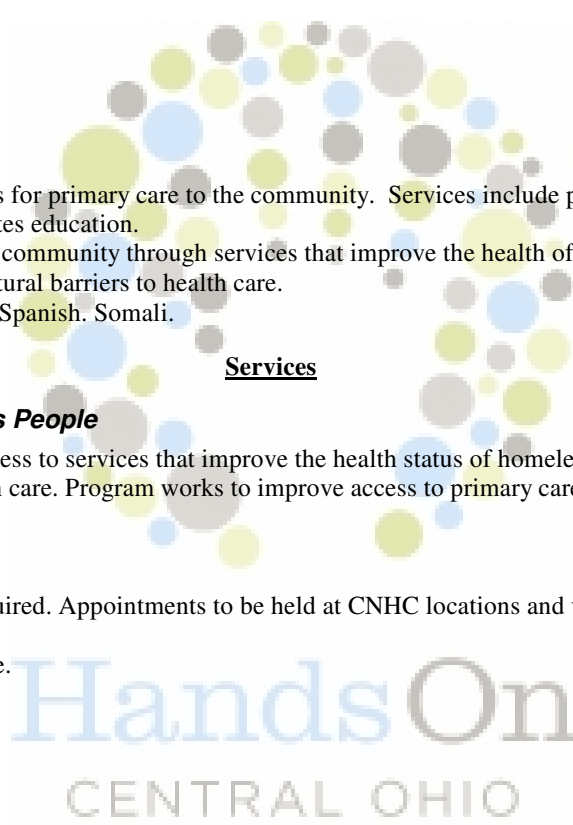 s for primary care to the community.  Services include p
tes education.
community through services that improve the health of
tural barriers to health care.
Spanish. Somali.
Services
s People
ess to services that improve the health status of homele
care. Program works to improve access to primary care
uired. Appointments to be held at CNHC locations and
e.
HandsOn
CENTRAL OHIO